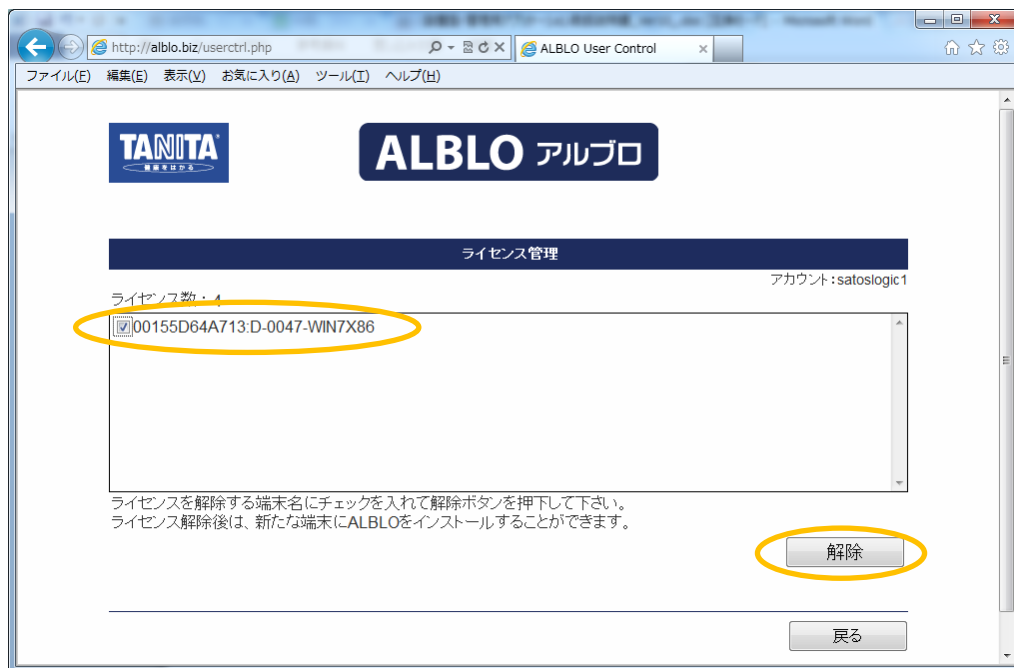 http://alblo.biz/userctrl.php
ALBLO User Control
ファイル(F) 編集(E) 表示(V) お気に入り(A) ツール(T) ヘルプ(H)
TANITA
健康をはかる
ALBLO アルブロ
ライセンス管理
アカウント:satoslogic1
ライセンス数: 4
00155D64A713:D-0047-WIN7X86
ライセンスを解除する端末名にチェックを入れて解除ボタンを押下して下さい。
ライセンス解除後は、新たな端末にALBLOをインストールすることができます。
解除
戻る